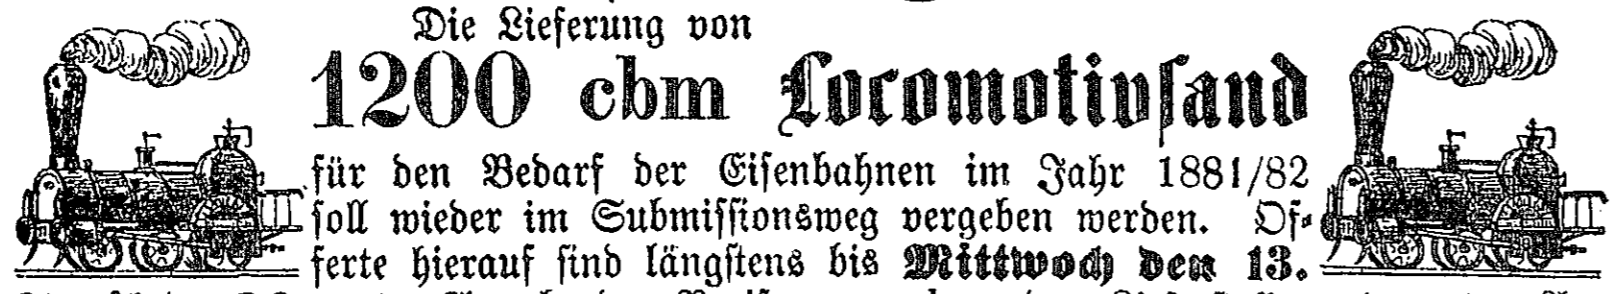 Die Lieferung von
1200 cbm Locomotivsand
für den Bedarf der Eisenbahnen im Jahr 1881/82
soll wieder im Submissionsweg vergeben werden. Of-
ferte hierauf sind längstens bis Mittwoch den 13.